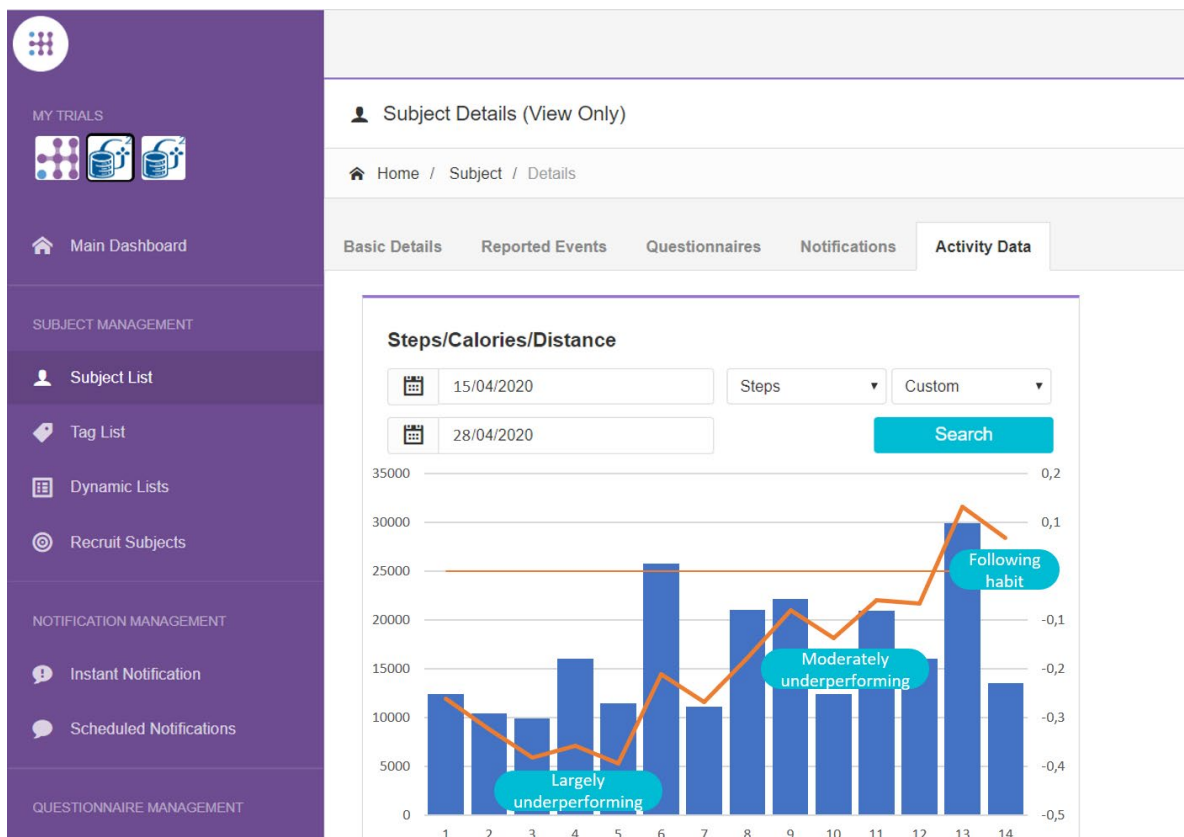 MY TRIALS
Main Dashboard
SUBJECT MANAGEMENT
Subject List
Tag List
Dynamic Lists
Recruit Subjects
NOTIFICATION MANAGEMENT
Instant Notification
Scheduled Notifications
QUESTIONNAIRE MANAGEMENT
Subject Details (View Only)
Home / Subject / Details
Basic Details Reported Events Questionnaires Notifications Activity Data
Steps/Calories/Distance
15/04/2020 Steps Custom
28/04/2020 Search
35000 0,2
30000 0,1
25000
20000 -0,1
15000 -0,2
10000 -0,3
5000 -0,4
0 -0,5
Following
habit
Moderately
underperforming
Largely
underperforming
1 2 3 4 5 6 7 8 9 10 11 12 13 14